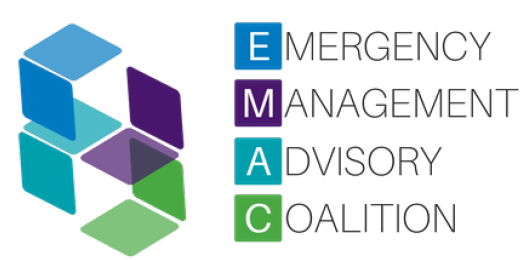 EMERGENCY
MANAGEMENT
ADVISORY
COALITION